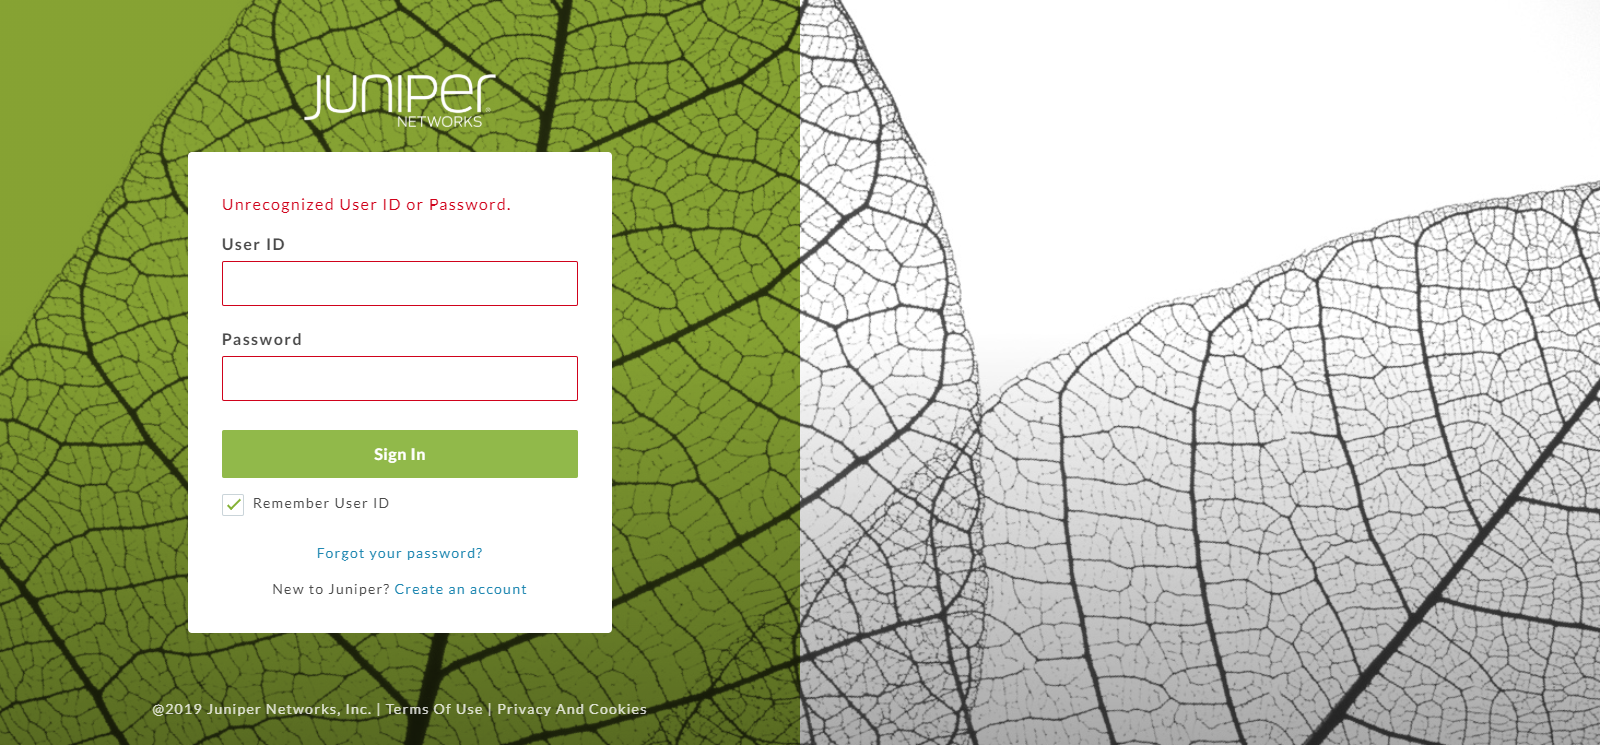 Juniper
NETWORKS
Unrecognized User ID or Password.
User ID
Password
Sign In
Remember User ID
Forgot your password?
New to Juniper? Create an account
@2019 Juniper Networks, Inc. | Terms Of Use | Privacy And Cookies